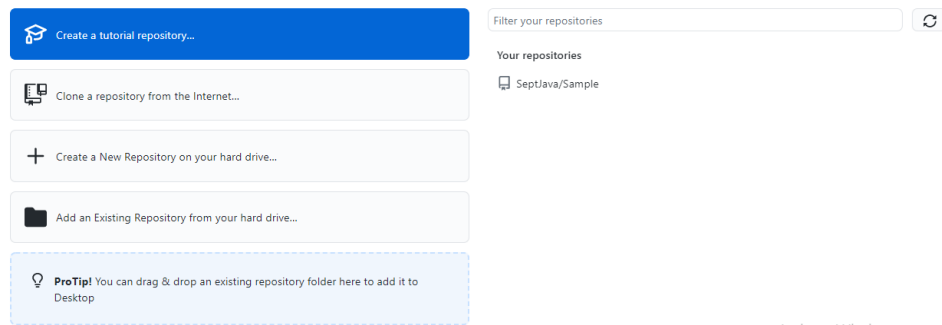 Create a tutorial repository...
Clone a repository from the Internet...
Create a New Repository on your hard drive...
Add an Existing Repository from your hard drive...
ProTip! You can drag & drop an existing repository folder here to add it to
Desktop
Filter your repositories
Your repositories
SeptJava/Sample